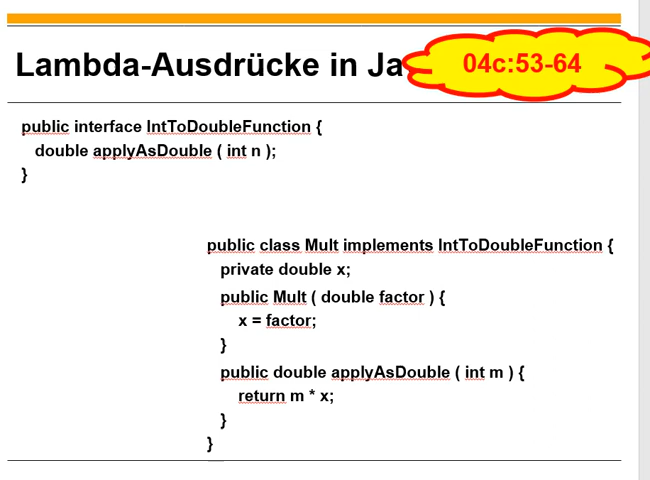 Lambda-Ausdrücke in Ja
04c:53-64
public interface IntToDoubleFunction {
double applyAsDouble ( int n );
}
public class Mult implements IntToDoubleFunction {
private double x;
public Mult ( double factor ) {
x = factor;
}
public double applyAsDouble ( int m ) {
return m * x;
}
}